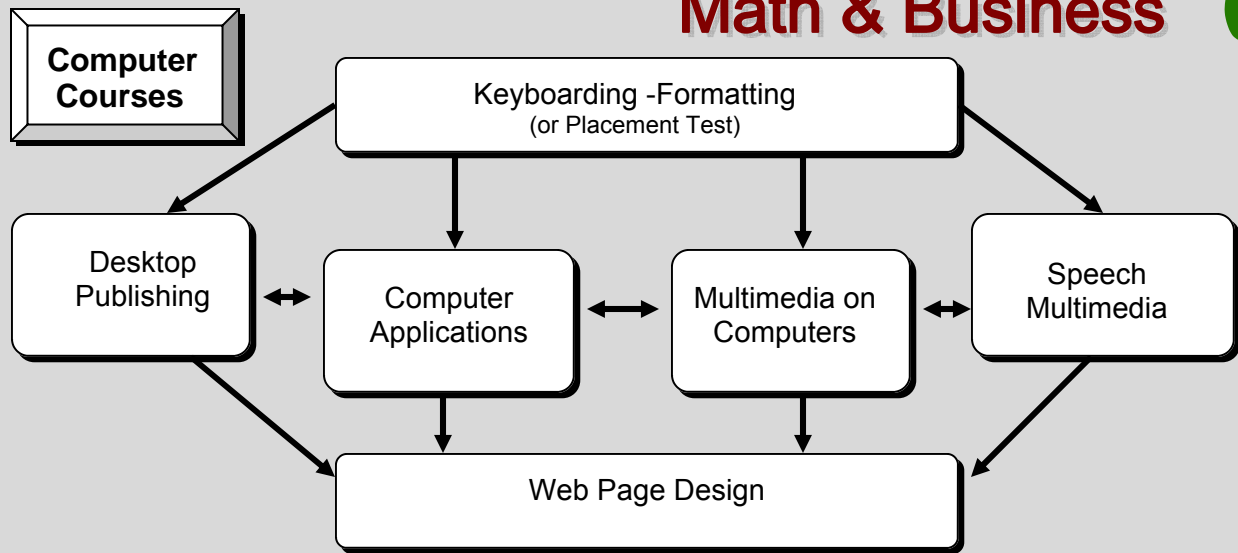 Math & Business
Computer
Courses
Keyboarding -Formatting
(or Placement Test)
Desktop
Publishing
Computer
Applications
Multimedia on
Computers
Speech
Multimedia
Web Page Design